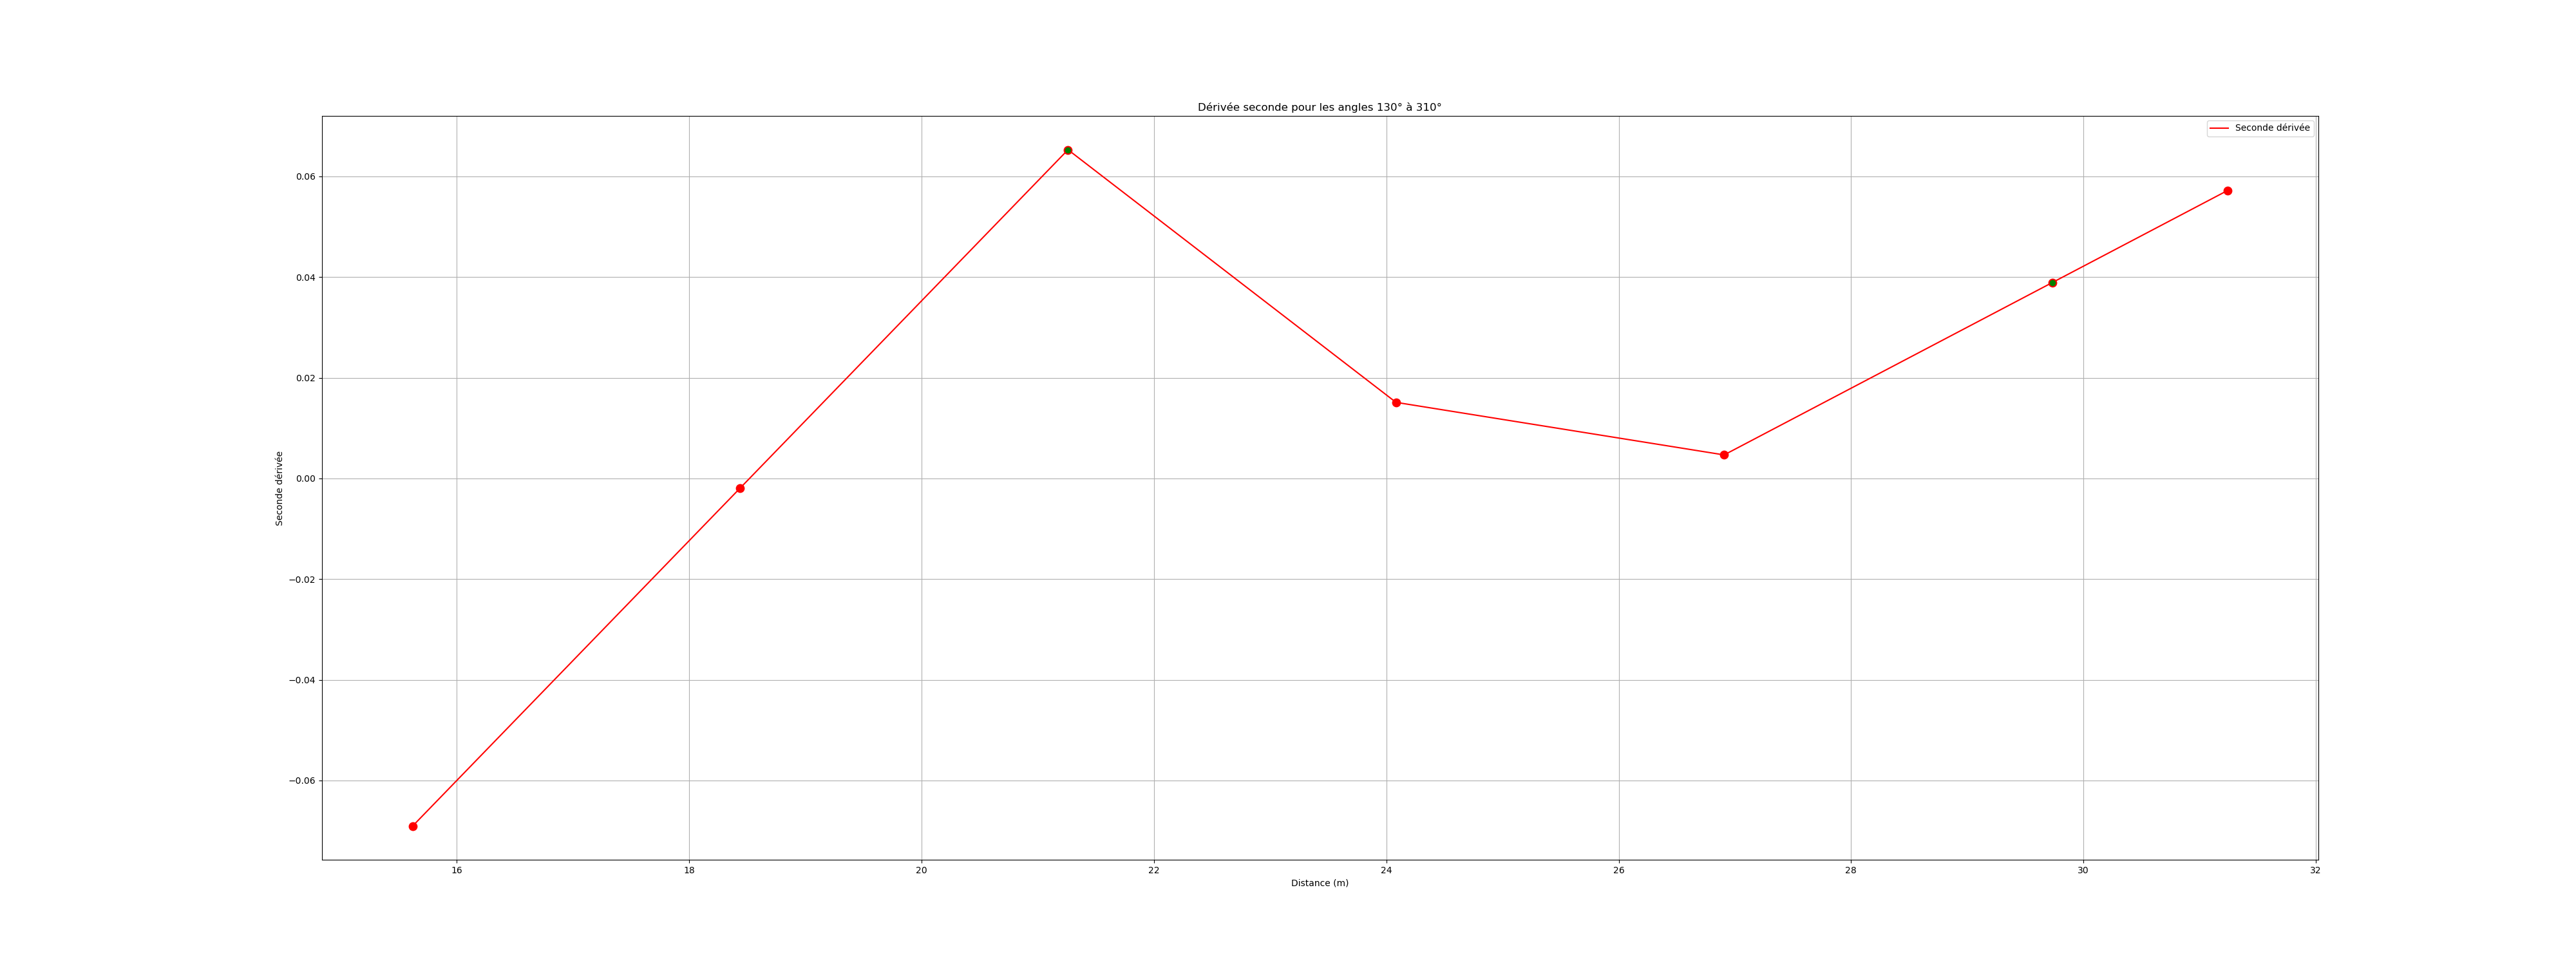 Dérivée seconde pour les angles 130° à 310°
Seconde dérivée
0.06
0.04
0.02
0.00
−0.02
−0.04
−0.06
Seconde dérivée
16 18 20 22 24 26 28 30 32
Distance (m)